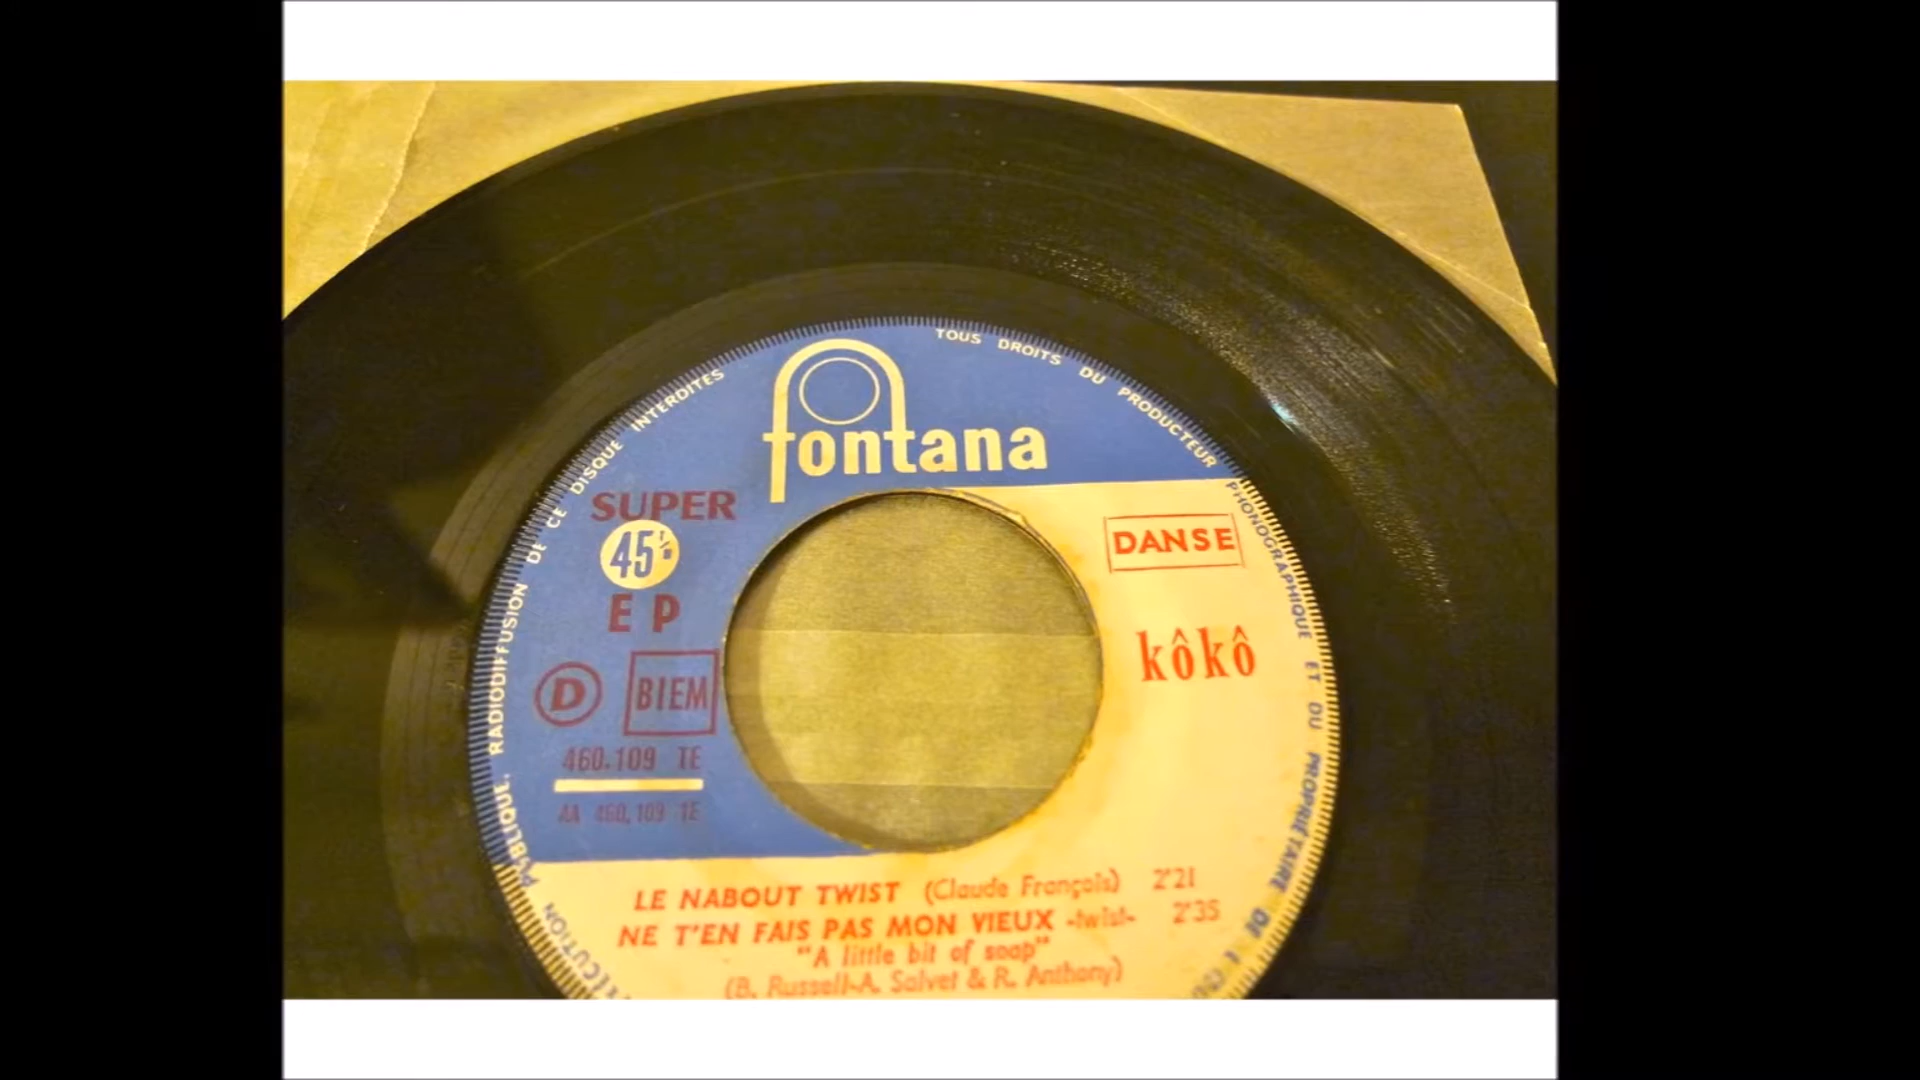 fontana
SUPER
45 T/M
E P
D
BIEM
460.109 TE
AA 460.109 TE
DANSE
kôkô
LE NABOUT TWIST (Claude François) 2'21
NE T'EN FAIS PAS MON VIEUX -twist- 2'35
"A little bit of soap"
(B. Russell-A. Salvet & R. Anthony)
TOUS DROITS DU PRODUCTEUR PHONOGRAPHIQUE ET DU PROPRIÉTAIRE DE
PUBLIQUE, RADIODIFFUSION DE CE DISQUE INTERDITES